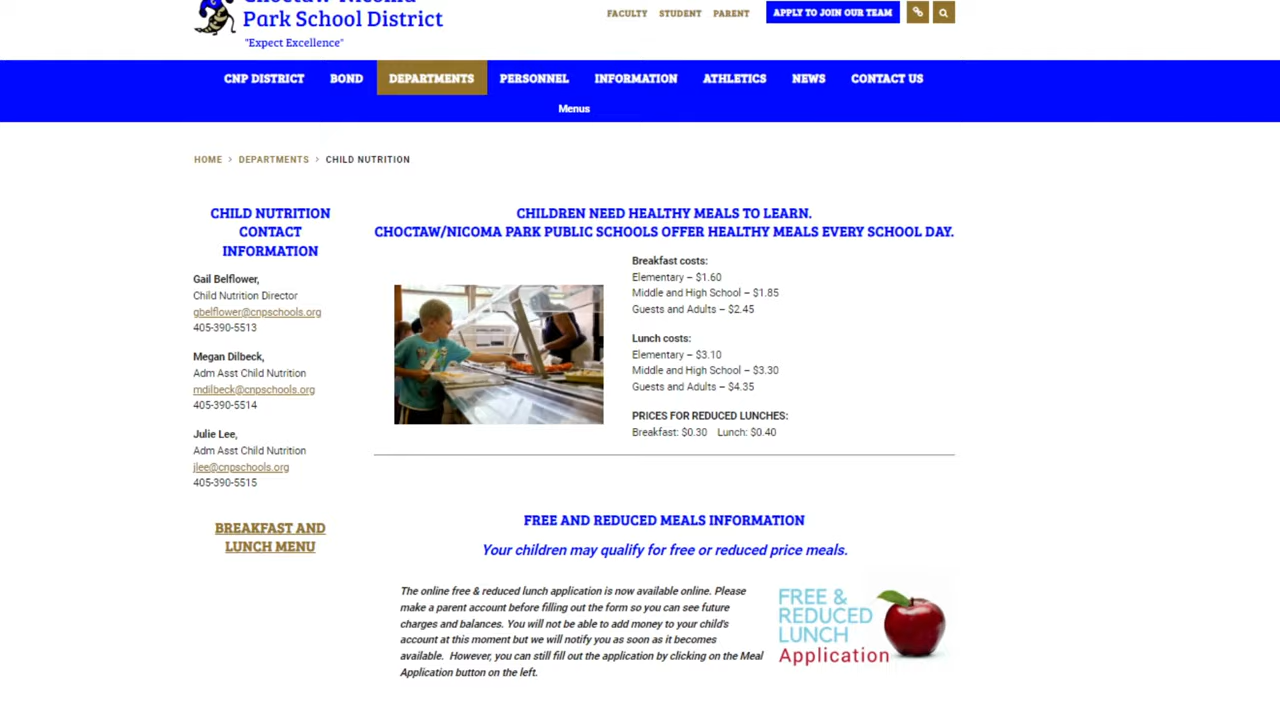 Choctaw-Nicoma
Park School District
"Expect Excellence"
FACULTY STUDENT PARENT APPLY TO JOIN OUR TEAM
CNP DISTRICT BOND DEPARTMENTS PERSONNEL INFORMATION ATHLETICS NEWS CONTACT US
Menus
HOME > DEPARTMENTS > CHILD NUTRITION
CHILD NUTRITION
CONTACT
INFORMATION
Gail Belflower,
Child Nutrition Director
gbelflower@cnpschools.org
405-390-5513
Megan Dilbeck,
Adm Asst Child Nutrition
mdilbeck@cnpschools.org
405-390-5514
Julie Lee,
Adm Asst Child Nutrition
jlee@cnpschools.org
405-390-5515
BREAKFAST AND
LUNCH MENU
CHILDREN NEED HEALTHY MEALS TO LEARN.
CHOCTAW/NICOMA PARK PUBLIC SCHOOLS OFFER HEALTHY MEALS EVERY SCHOOL DAY.
Breakfast costs:
Elementary – $1.60
Middle and High School – $1.85
Guests and Adults – $2.45
Lunch costs:
Elementary – $3.10
Middle and High School – $3.30
Guests and Adults – $4.35
PRICES FOR REDUCED LUNCHES:
Breakfast: $0.30 Lunch: $0.40
FREE AND REDUCED MEALS INFORMATION
Your children may qualify for free or reduced price meals.
The online free & reduced lunch application is now available online. Please
make a parent account before filling out the form so you can see future
charges and balances. You will not be able to add money to your child's
account at this moment but we will notify you as soon as it becomes
available. However, you can still fill out the application by clicking on the Meal
Application button on the left.
FREE &
REDUCED
LUNCH
Application